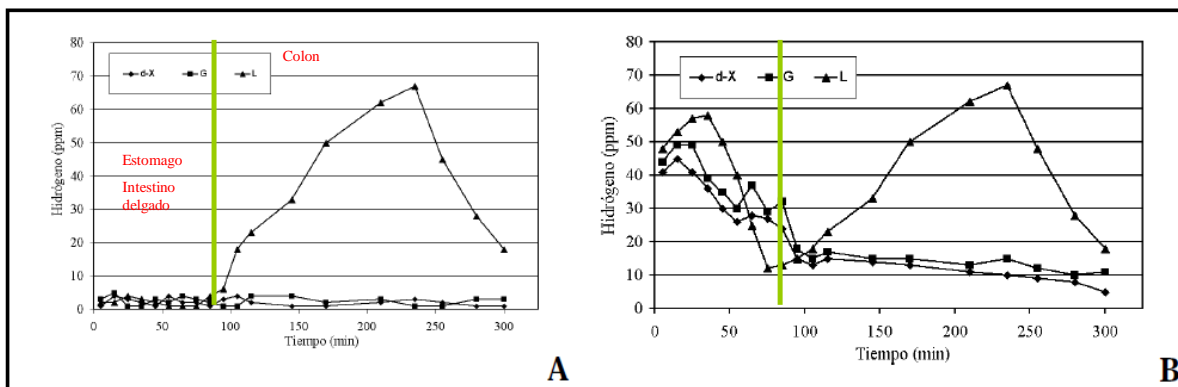 80
70
60
50
40
30
20
10
0
Hidrógeno (ppm)
d-X G L
Colon
Estomago
Intestino
delgado
0 50 100 150 200 250 300
Tiempo (min)
A
80
70
60
50
40
30
20
10
0
Hidrógeno (ppm)
d-X G L
0 50 100 150 200 250 300
Tiempo (min)
B